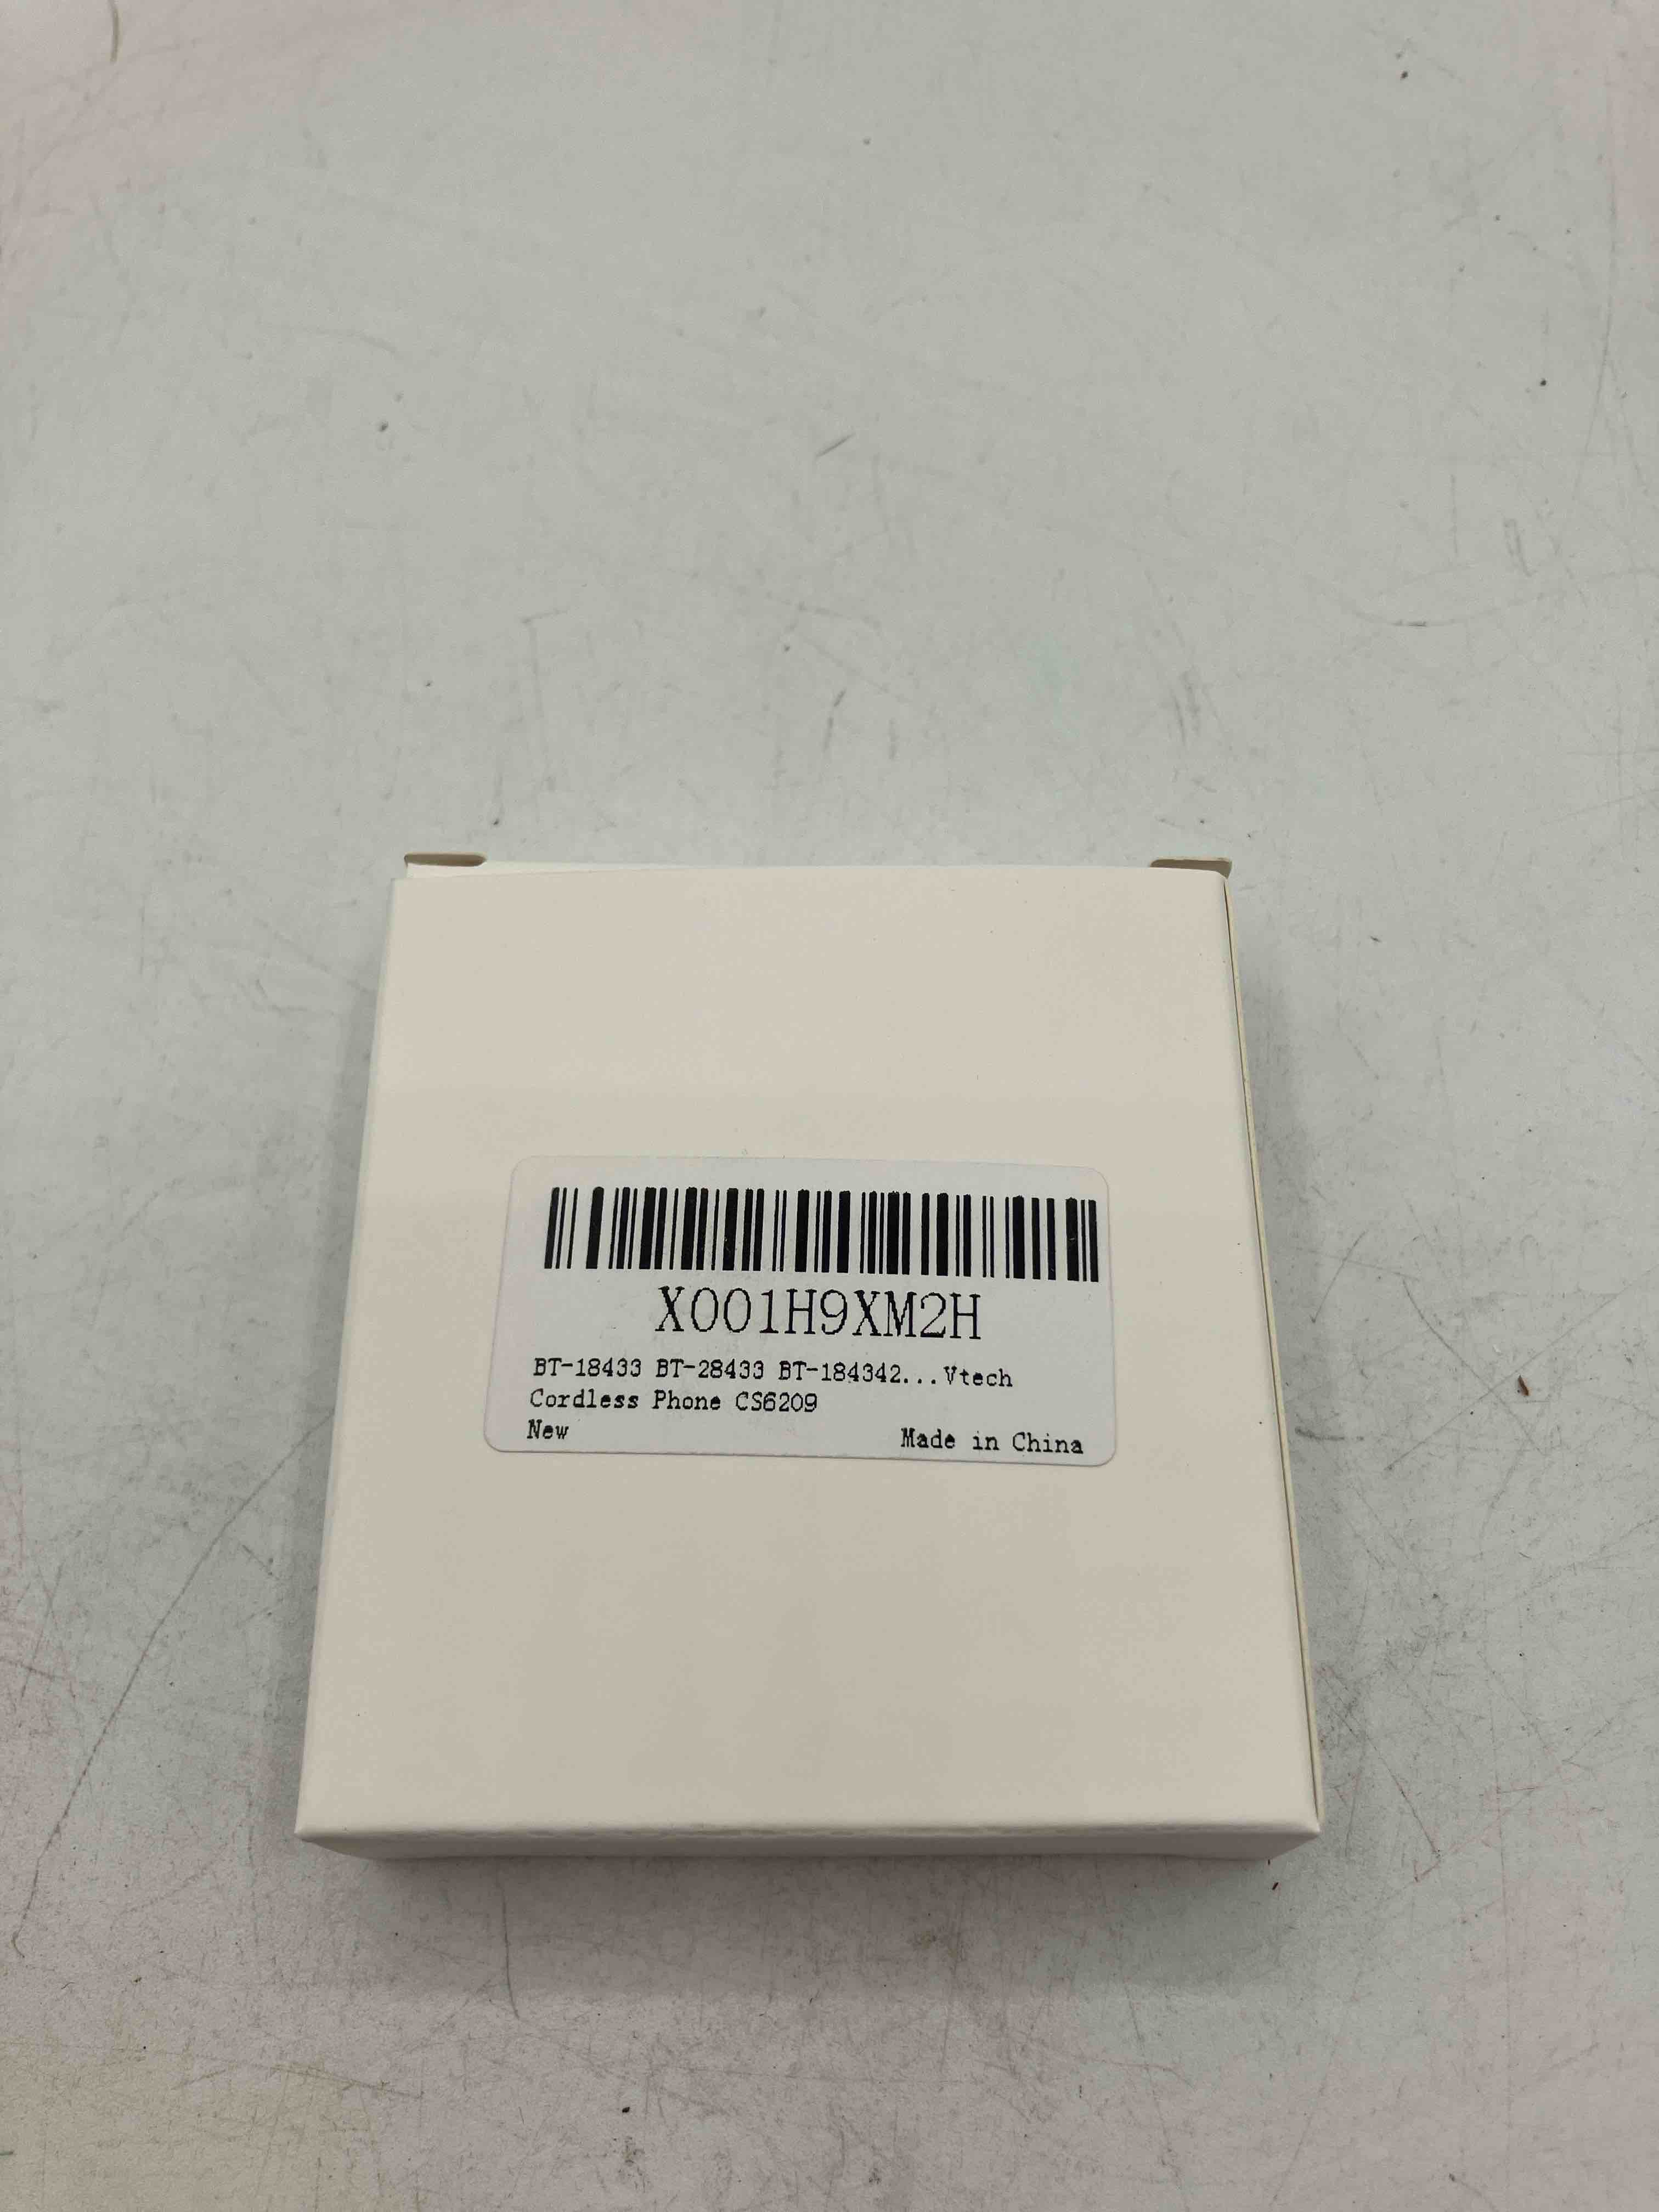 X001H9XM2H
BT-18433 BT-28433 BT-184342...Vtech
Cordless Phone CS6209
New
Made in China